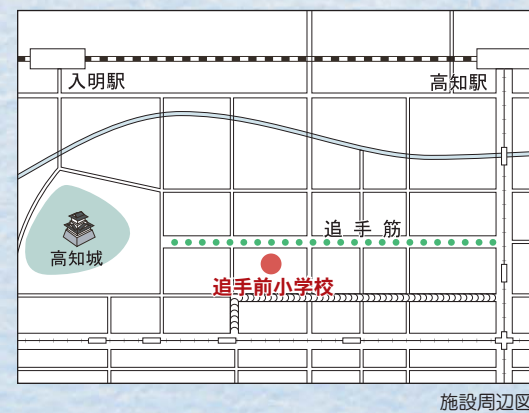 入明駅
高知駅
追手筋
高知城
追手前小学校
施設周辺図